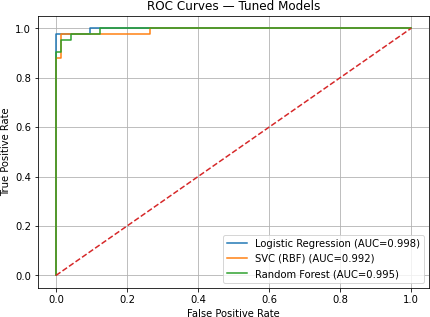 ROC Curves — Tuned Models
True Positive Rate
1.0
0.8
0.6
0.4
0.2
0.0
Logistic Regression (AUC=0.998)
SVC (RBF) (AUC=0.992)
Random Forest (AUC=0.995)
0.0 0.2 0.4 0.6 0.8 1.0
False Positive Rate